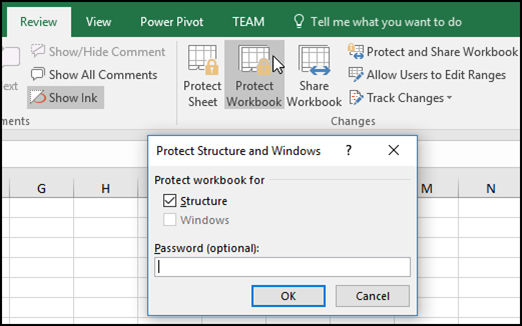 Review View Power Pivot TEAM Tell me what you want to do
Show/Hide Comment
Show All Comments
Show Ink
Protect Sheet
Protect Workbook
Share Workbook
Protect and Share Workbook
Allow Users to Edit Ranges
Track Changes
Changes
Protect Structure and Windows ? X
Protect workbook for
Structure
Windows
Password (optional):
OK Cancel
G H M N